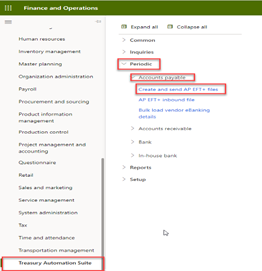 Finance and Operations
Human resources
Inventory management
Master planning
Organization administration
Payroll
Procurement and sourcing
Product information
management
Production control
Project management and
accounting
Questionnaire
Retail
Sales and marketing
Service management
System administration
Tax
Time and attendance
Transportation management
Treasury Automation Suite
Expand all
Collapse all
Common
Inquiries
Periodic
Accounts payable
Create and send AP EFT+ files
AP EFT+ inbound file
Bulk load vendor eBanking
details
Accounts receivable
Bank
In-house bank
Reports
Setup